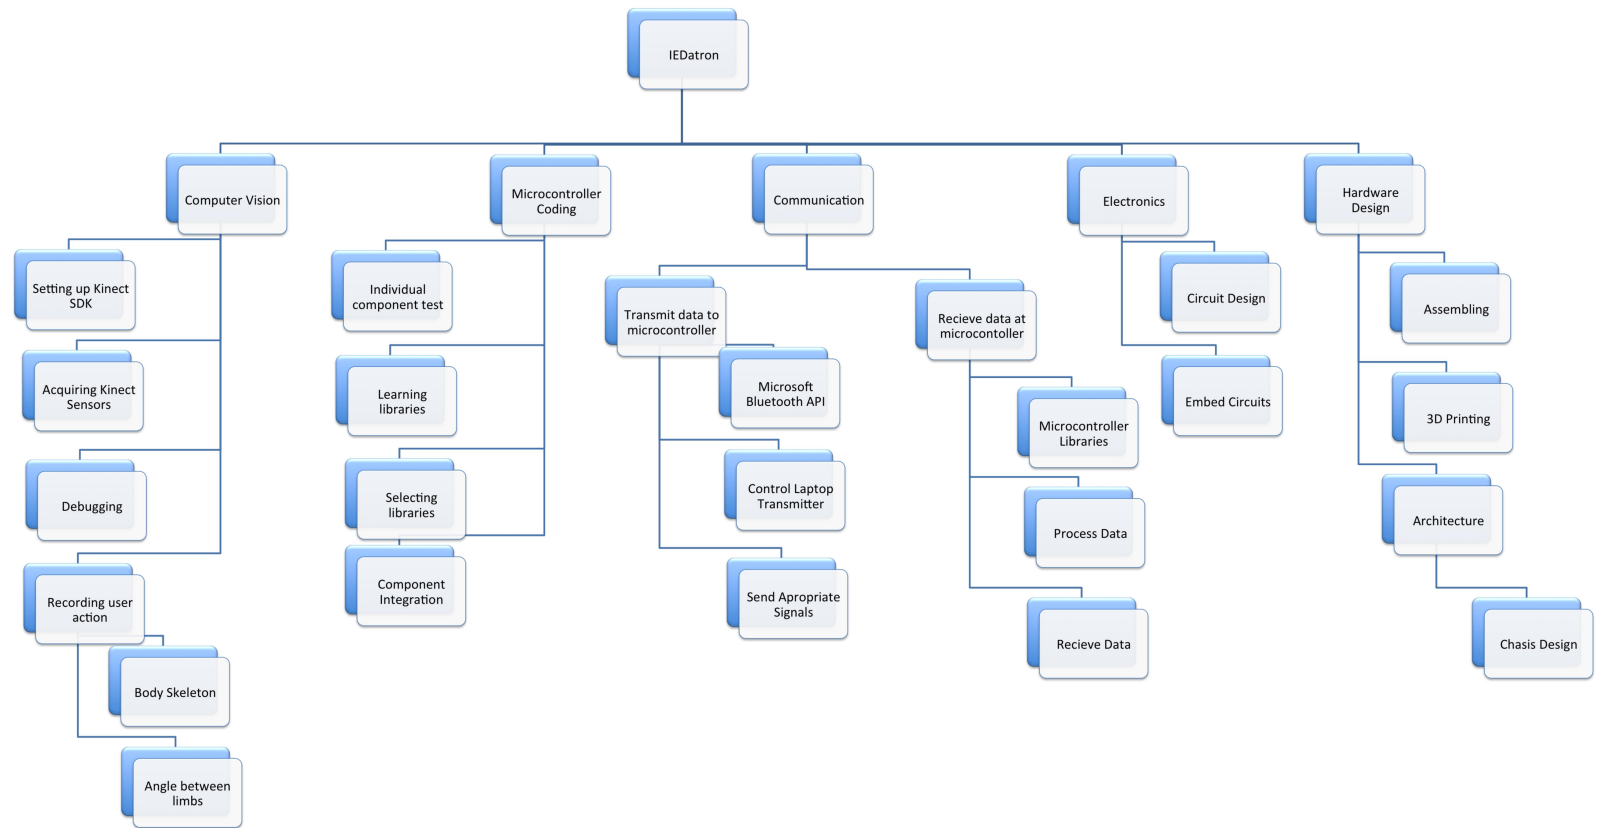 IEDatron
Computer Vision
Microcontroller
Coding
Communication
Electronics
Hardware
Design
Setting up Kinect
SDK
Acquiring Kinect
Sensors
Debugging
Recording user
action
Body Skeleton
Angle between
limbs
Individual
component test
Learning
libraries
Selecting
libraries
Component
Integration
Transmit data to
microcontroller
Microsoft
Bluetooth API
Control Laptop
Transmitter
Send Apropriate
Signals
Recieve data at
microcontoller
Microcontroller
Libraries
Process Data
Recieve Data
Circuit Design
Embed Circuits
Assembling
3D Printing
Architecture
Chasis Design